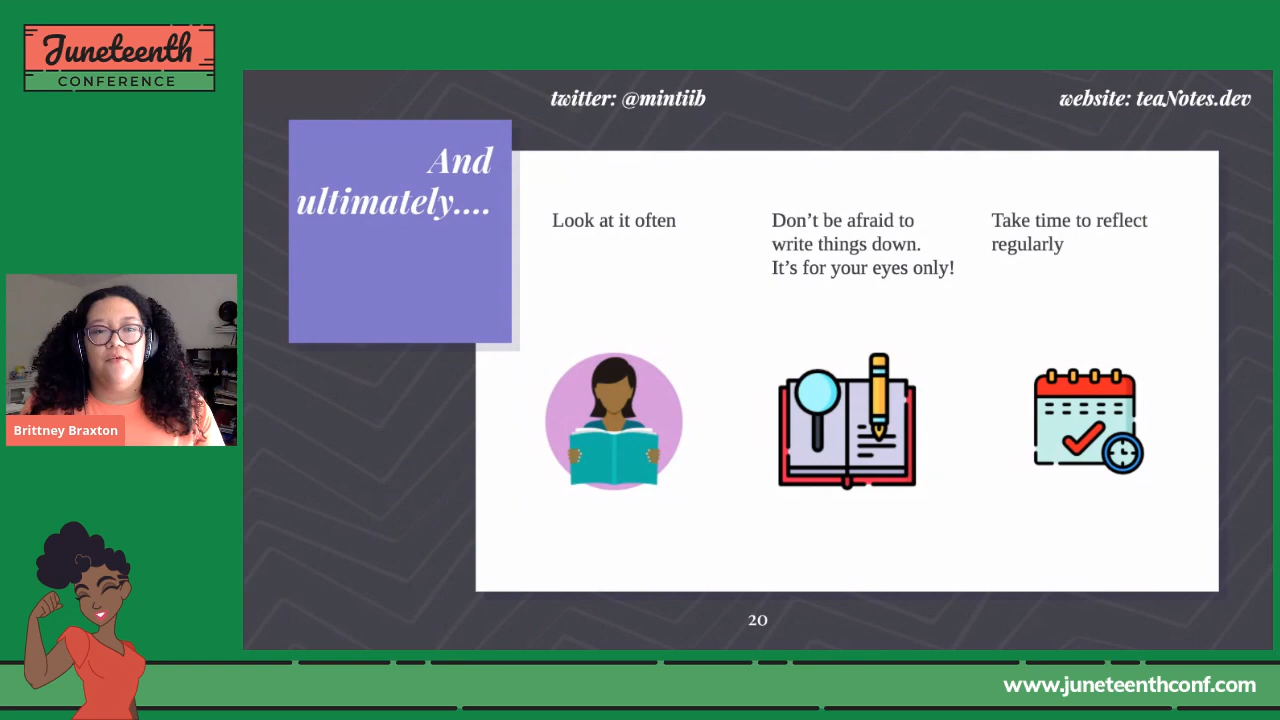 Juneteenth
CONFERENCE
twitter: @mintiib
website: teaNotes.dev
And
ultimately....
Look at it often
Don't be afraid to
write things down.
It's for your eyes only!
Take time to reflect
regularly
Brittney Braxton
20
www.juneteenthconf.com